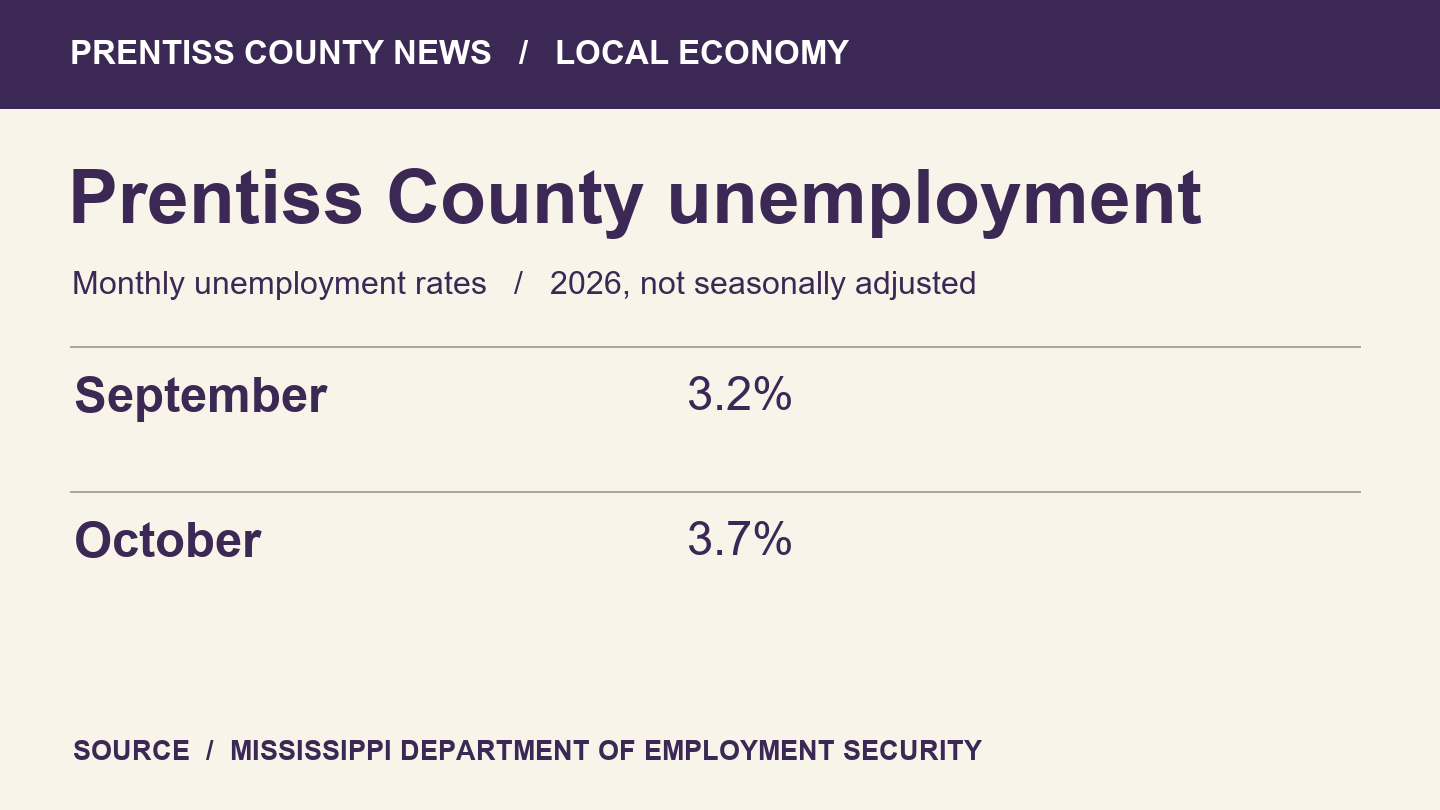 PRENTISS COUNTY NEWS / LOCAL ECONOMY
Prentiss County unemployment
Monthly unemployment rates / 2026, not seasonally adjusted
September 3.2%
October 3.7%
SOURCE / MISSISSIPPI DEPARTMENT OF EMPLOYMENT SECURITY